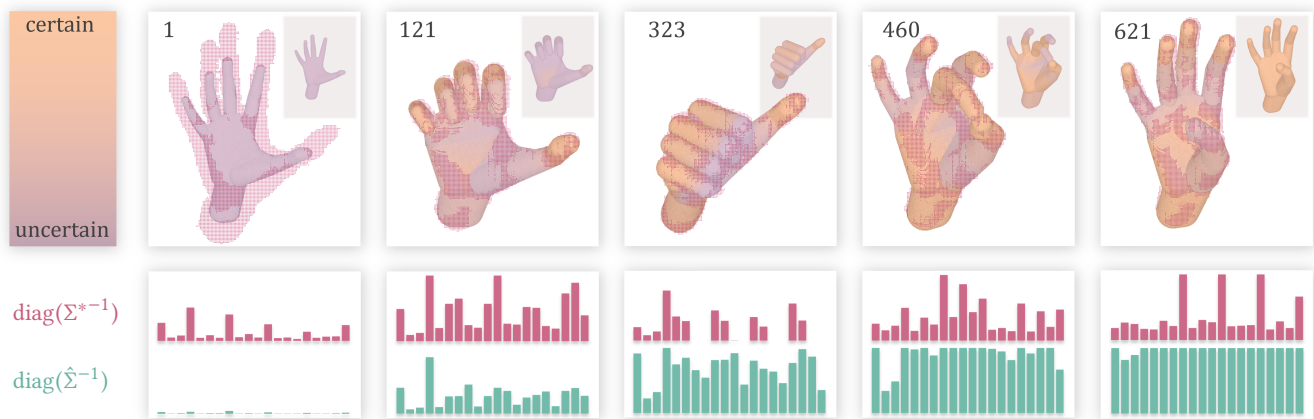 certain
uncertain
1
121
323
460
621
diag(Σ*⁻¹)
diag(Σ̂⁻¹)